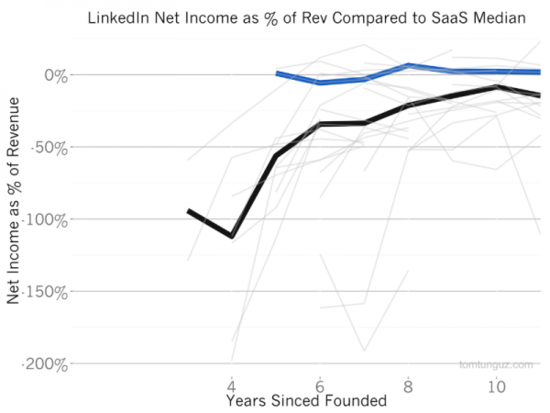 LinkedIn Net Income as % of Rev Compared to SaaS Median
Net Income as % of Revenue
0%
-50%
-100%
-150%
-200%
tomtunguz.com
4 6 8 10
Years Sinced Founded